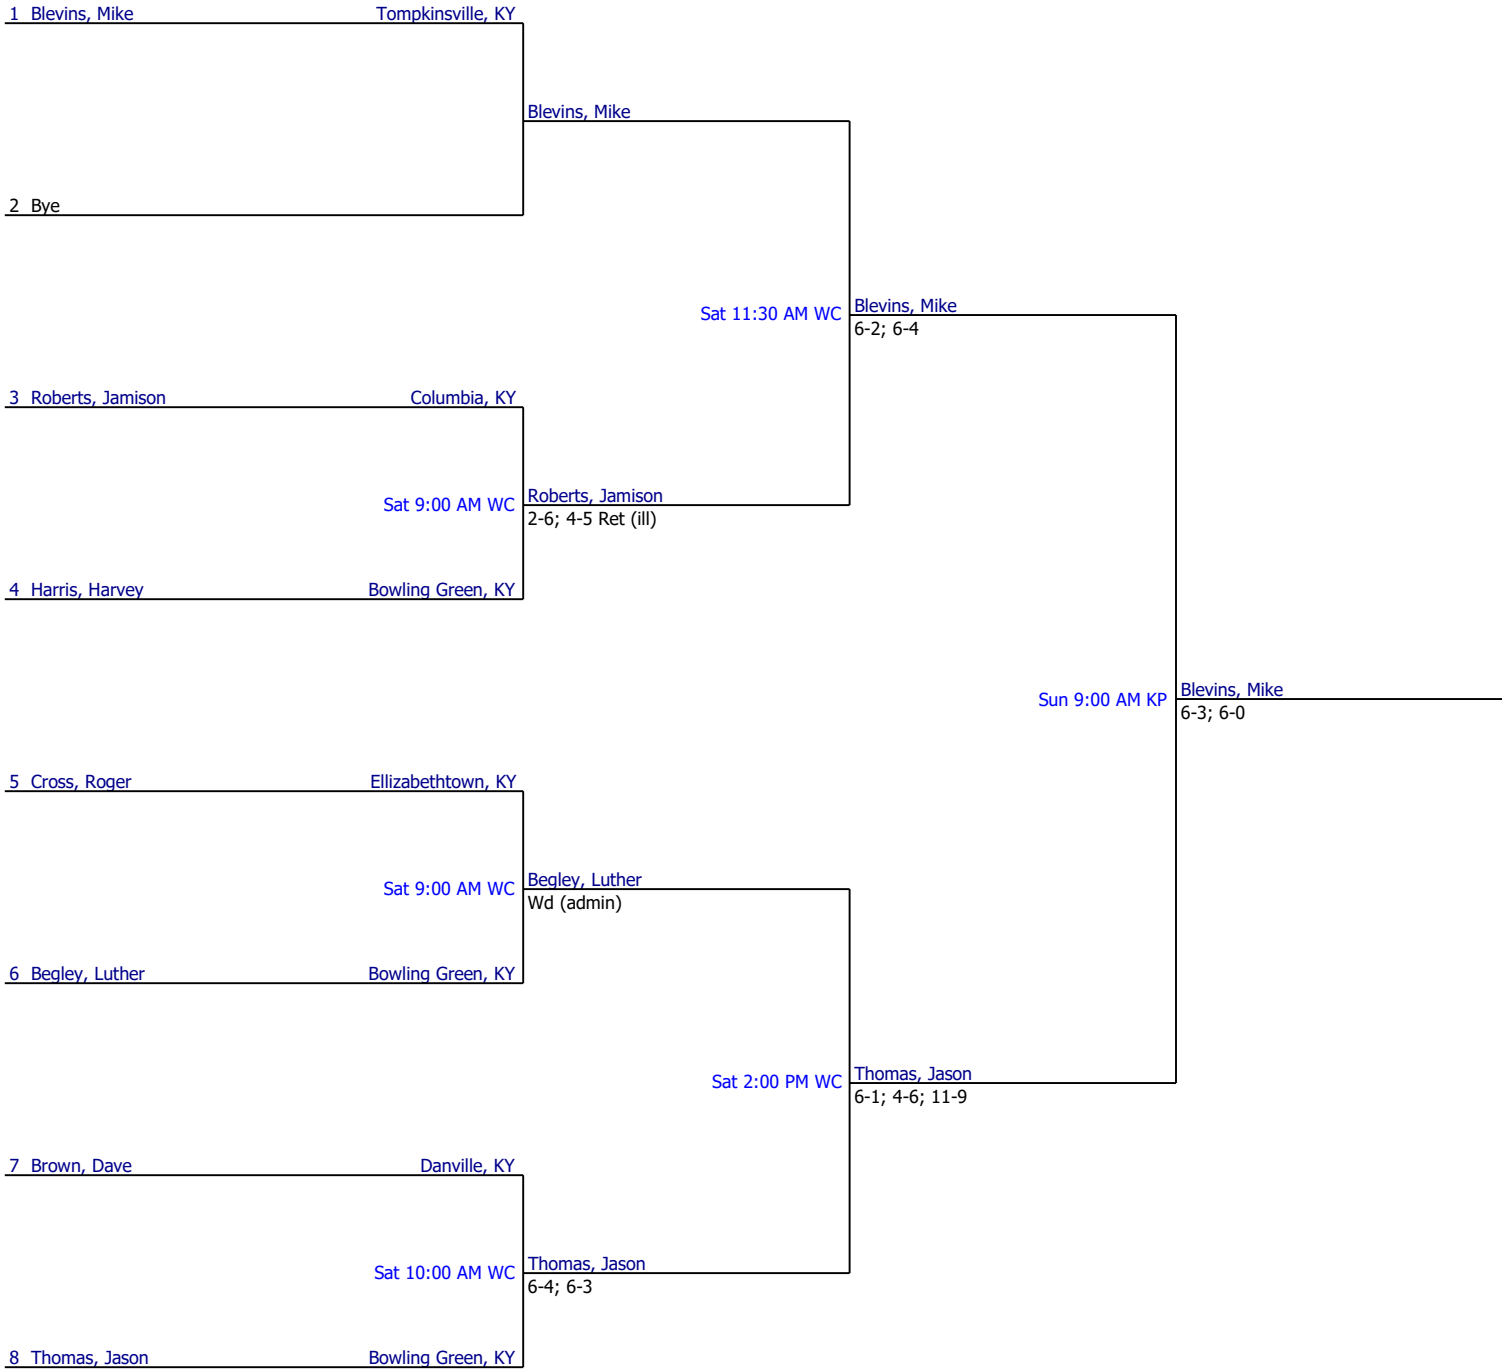 1 Blevins, Mike Tompkinsville, KY
Blevins, Mike
2 Bye
Sat 11:30 AM WC Blevins, Mike
6-2; 6-4
3 Roberts, Jamison Columbia, KY
Sat 9:00 AM WC Roberts, Jamison
2-6; 4-5 Ret (ill)
4 Harris, Harvey Bowling Green, KY
Sun 9:00 AM KP Blevins, Mike
6-3; 6-0
5 Cross, Roger Ellizabethtown, KY
Sat 9:00 AM WC Begley, Luther
Wd (admin)
6 Begley, Luther Bowling Green, KY
Sat 2:00 PM WC Thomas, Jason
6-1; 4-6; 11-9
7 Brown, Dave Danville, KY
Sat 10:00 AM WC Thomas, Jason
6-4; 6-3
8 Thomas, Jason Bowling Green, KY